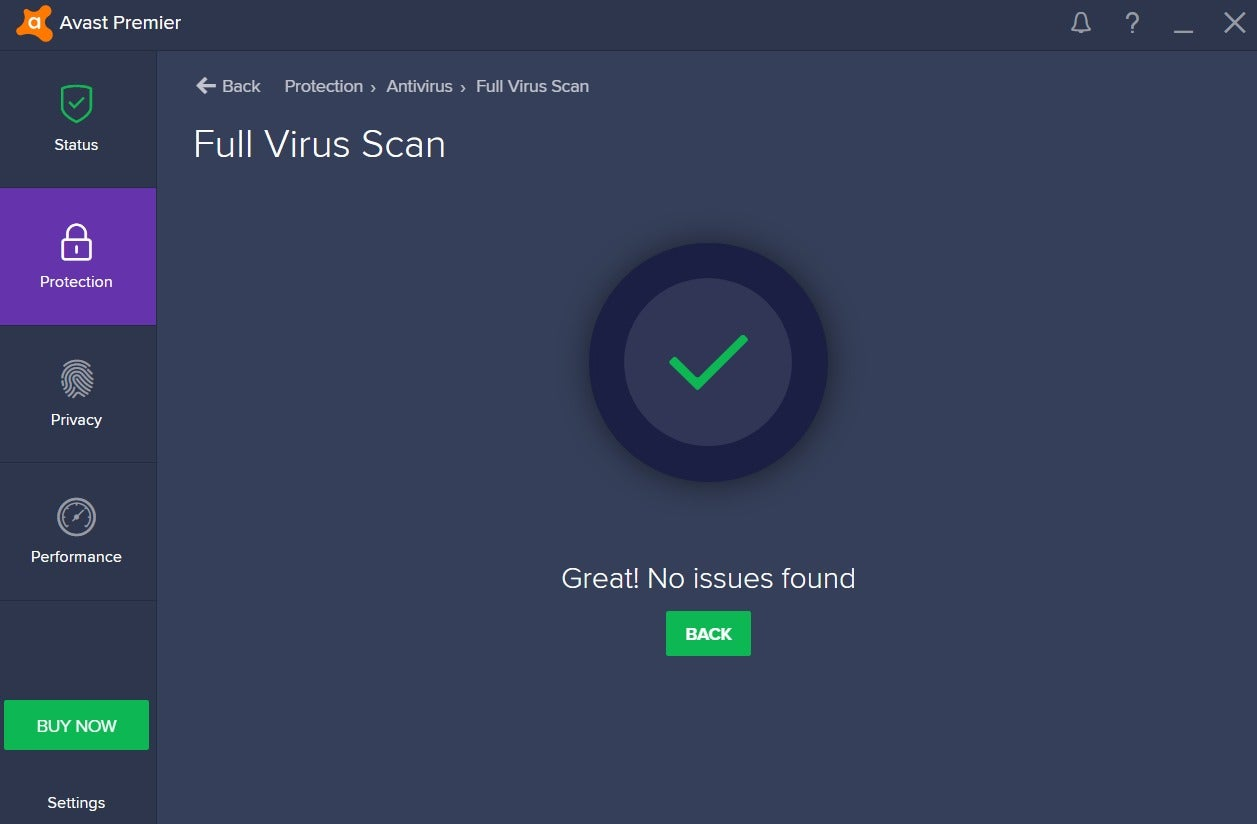 a Avast Premier
Back Protection › Antivirus › Full Virus Scan
Full Virus Scan
Status
Protection
Privacy
Performance
Great! No issues found
BACK
BUY NOW
Settings